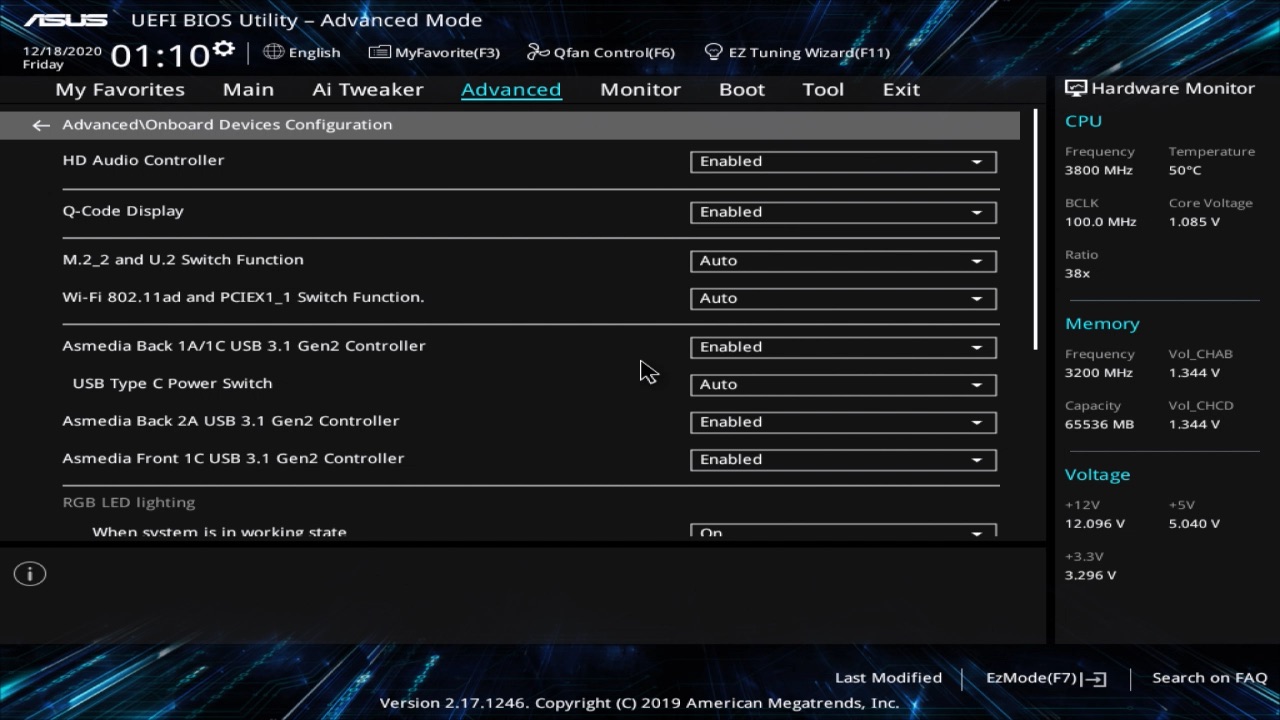 ASUS UEFI BIOS Utility – Advanced Mode
12/18/2020 Friday 01:10 English MyFavorite(F3) Qfan Control(F6) EZ Tuning Wizard(F11)
My Favorites Main Ai Tweaker Advanced Monitor Boot Tool Exit
Advanced\Onboard Devices Configuration
HD Audio Controller Enabled
Q-Code Display Enabled
M.2_2 and U.2 Switch Function Auto
Wi-Fi 802.11ad and PCIEX1_1 Switch Function. Auto
Asmedia Back 1A/1C USB 3.1 Gen2 Controller Enabled
USB Type C Power Switch Auto
Asmedia Back 2A USB 3.1 Gen2 Controller Enabled
Asmedia Front 1C USB 3.1 Gen2 Controller Enabled
RGB LED lighting
When system is in working state On
Hardware Monitor
CPU
Frequency Temperature
3800 MHz 50°C
BCLK Core Voltage
100.0 MHz 1.085 V
Ratio
38x
Memory
Frequency Vol_CHAB
3200 MHz 1.344 V
Capacity Vol_CHCD
65536 MB 1.344 V
Voltage
+12V +5V
12.096 V 5.040 V
+3.3V
3.296 V
Last Modified EzMode(F7) Search on FAQ
Version 2.17.1246. Copyright (C) 2019 American Megatrends, Inc.